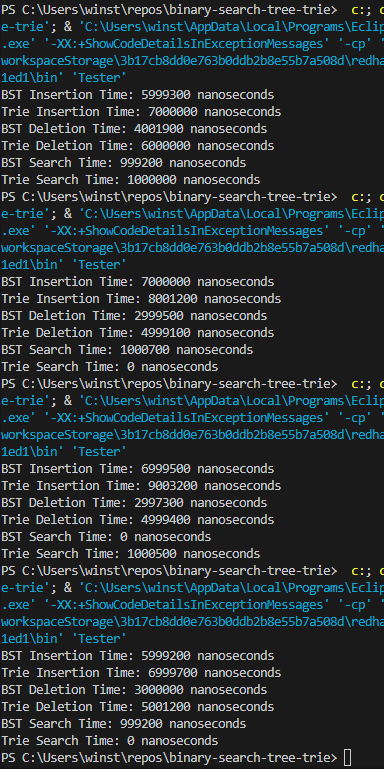 PS C:\Users\winst\repos\binary-search-tree-trie>  c:; c
e-trie'; & 'C:\Users\winst\AppData\Local\Programs\Eclip
.exe' '-XX:+ShowCodeDetailsInExceptionMessages' '-cp' '
workspaceStorage\3b17cb8dd0e763b0ddb2b8e55b7a508d\redha
1ed1\bin' 'Tester'
BST Insertion Time: 5999300 nanoseconds
Trie Insertion Time: 7000000 nanoseconds
BST Deletion Time: 4001900 nanoseconds
Trie Deletion Time: 6000000 nanoseconds
BST Search Time: 999200 nanoseconds
Trie Search Time: 1000000 nanoseconds
PS C:\Users\winst\repos\binary-search-tree-trie>  c:; c
e-trie'; & 'C:\Users\winst\AppData\Local\Programs\Eclip
.exe' '-XX:+ShowCodeDetailsInExceptionMessages' '-cp' '
workspaceStorage\3b17cb8dd0e763b0ddb2b8e55b7a508d\redha
1ed1\bin' 'Tester'
BST Insertion Time: 7000000 nanoseconds
Trie Insertion Time: 8001200 nanoseconds
BST Deletion Time: 2999500 nanoseconds
Trie Deletion Time: 4999100 nanoseconds
BST Search Time: 1000700 nanoseconds
Trie Search Time: 0 nanoseconds
PS C:\Users\winst\repos\binary-search-tree-trie>  c:; c
e-trie'; & 'C:\Users\winst\AppData\Local\Programs\Eclip
.exe' '-XX:+ShowCodeDetailsInExceptionMessages' '-cp' '
workspaceStorage\3b17cb8dd0e763b0ddb2b8e55b7a508d\redha
1ed1\bin' 'Tester'
BST Insertion Time: 6999500 nanoseconds
Trie Insertion Time: 9003200 nanoseconds
BST Deletion Time: 2997300 nanoseconds
Trie Deletion Time: 4999400 nanoseconds
BST Search Time: 0 nanoseconds
Trie Search Time: 1000500 nanoseconds
PS C:\Users\winst\repos\binary-search-tree-trie>  c:; c
e-trie'; & 'C:\Users\winst\AppData\Local\Programs\Eclip
.exe' '-XX:+ShowCodeDetailsInExceptionMessages' '-cp' '
workspaceStorage\3b17cb8dd0e763b0ddb2b8e55b7a508d\redha
1ed1\bin' 'Tester'
BST Insertion Time: 5999200 nanoseconds
Trie Insertion Time: 6999700 nanoseconds
BST Deletion Time: 3000000 nanoseconds
Trie Deletion Time: 5001200 nanoseconds
BST Search Time: 999200 nanoseconds
Trie Search Time: 0 nanoseconds
PS C:\Users\winst\repos\binary-search-tree-trie>